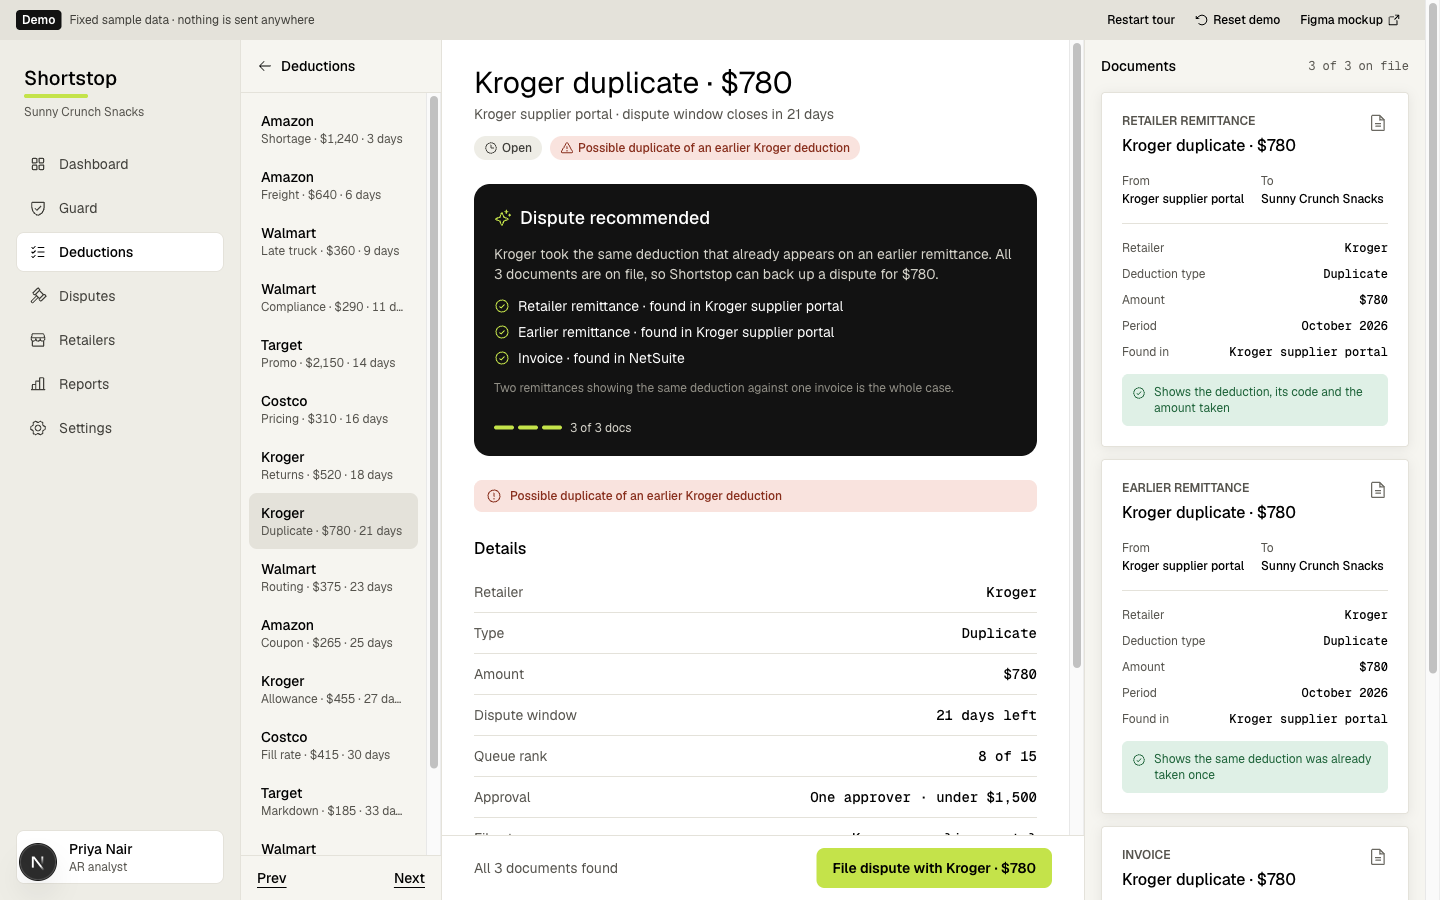 Demo Fixed sample data · nothing is sent anywhere
Restart tour
Reset demo
Figma mockup
Shortstop
Sunny Crunch Snacks
Dashboard
Guard
Deductions
Disputes
Retailers
Reports
Settings
N
Priya Nair
AR analyst
Deductions
Amazon
Shortage · $1,240 · 3 days
Amazon
Freight · $640 · 6 days
Walmart
Late truck · $360 · 9 days
Walmart
Compliance · $290 · 11 d...
Target
Promo · $2,150 · 14 days
Costco
Pricing · $310 · 16 days
Kroger
Returns · $520 · 18 days
Kroger
Duplicate · $780 · 21 days
Walmart
Routing · $375 · 23 days
Amazon
Coupon · $265 · 25 days
Kroger
Allowance · $455 · 27 da...
Costco
Fill rate · $415 · 30 days
Target
Markdown · $185 · 33 da...
Walmart
Prev
Next
Kroger duplicate · $780
Kroger supplier portal · dispute window closes in 21 days
Open
Possible duplicate of an earlier Kroger deduction
Dispute recommended
Kroger took the same deduction that already appears on an earlier remittance. All
3 documents are on file, so Shortstop can back up a dispute for $780.
Retailer remittance · found in Kroger supplier portal
Earlier remittance · found in Kroger supplier portal
Invoice · found in NetSuite
Two remittances showing the same deduction against one invoice is the whole case.
3 of 3 docs
Possible duplicate of an earlier Kroger deduction
Details
Retailer Kroger
Type Duplicate
Amount $780
Dispute window 21 days left
Queue rank 8 of 15
Approval One approver · under $1,500
All 3 documents found
File dispute with Kroger · $780
Documents
3 of 3 on file
RETAILER REMITTANCE
Kroger duplicate · $780
From To
Kroger supplier portal Sunny Crunch Snacks
Retailer Kroger
Deduction type Duplicate
Amount $780
Period October 2026
Found in Kroger supplier portal
Shows the deduction, its code and the
amount taken
EARLIER REMITTANCE
Kroger duplicate · $780
From To
Kroger supplier portal Sunny Crunch Snacks
Retailer Kroger
Deduction type Duplicate
Amount $780
Period October 2026
Found in Kroger supplier portal
Shows the same deduction was already
taken once
INVOICE
Kroger duplicate · $780